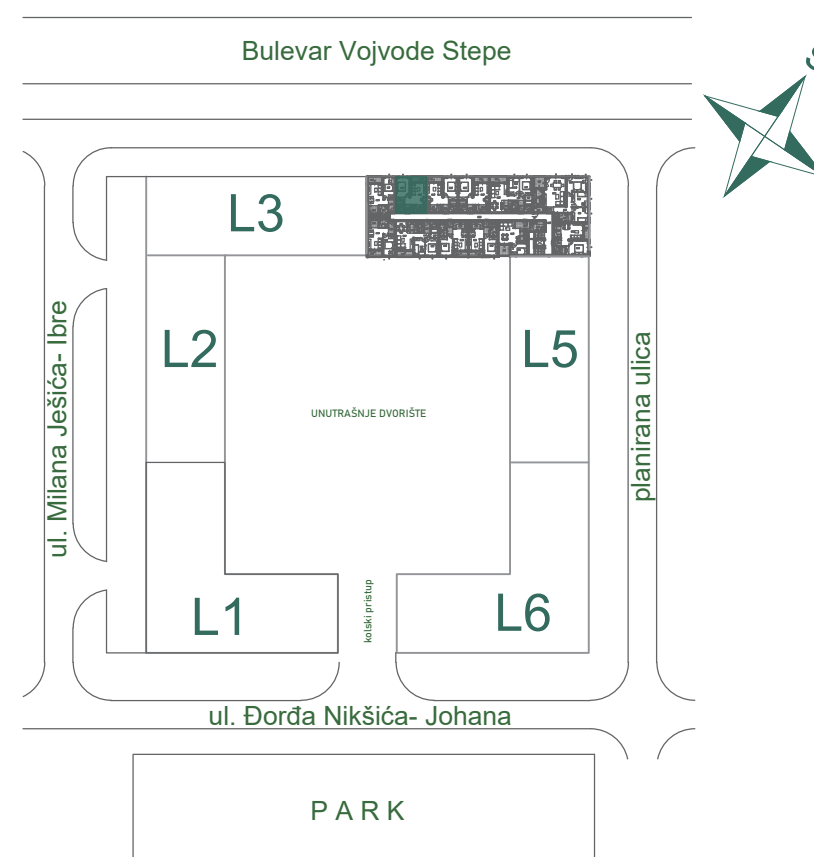 Bulevar Vojvode Stepe
S
L3
L2
L5
ul. Milana Ješića- Ibre
planirana ulica
UNUTRAŠNJE DVORIŠTE
kolski pristup
L1
L6
ul. Đorđa Nikšića- Johana
PARK